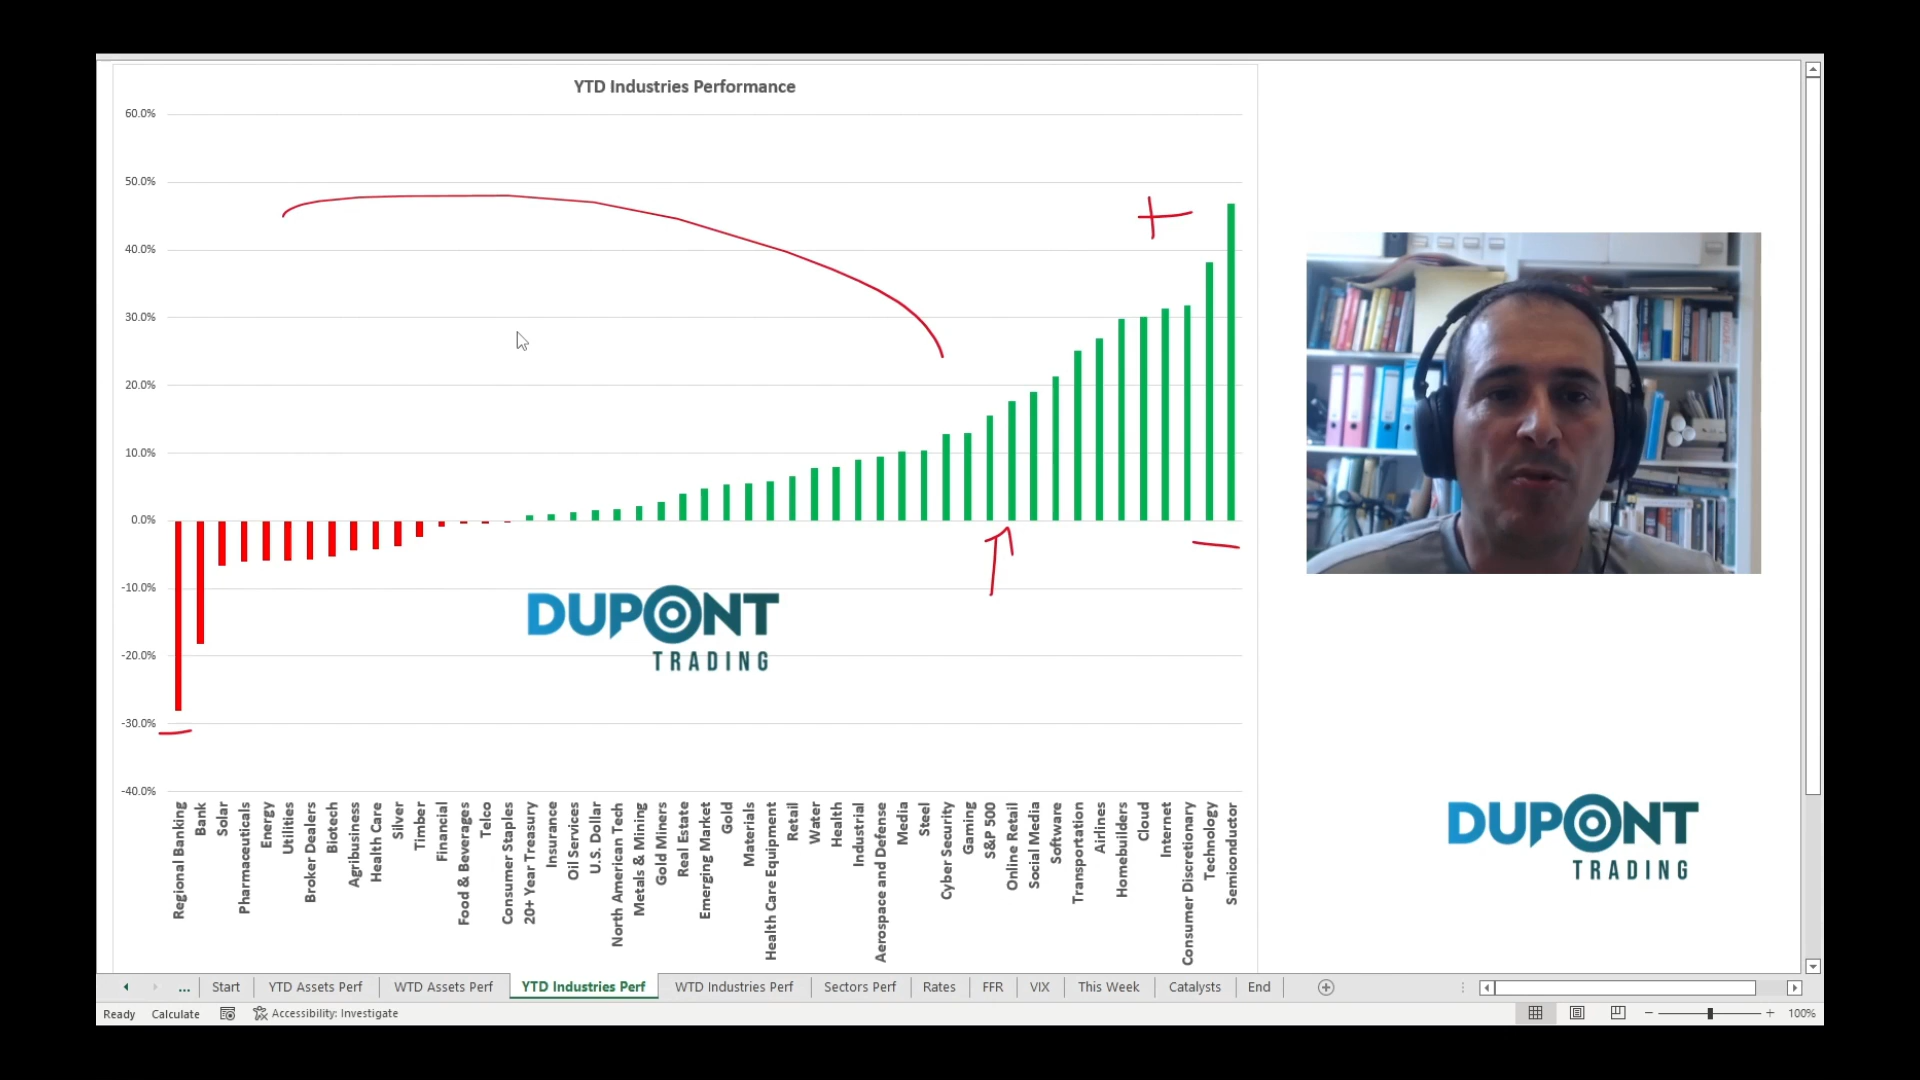 YTD Industries Performance
60.0%
50.0%
40.0%
30.0%
20.0%
10.0%
0.0%
-10.0%
-20.0%
-30.0%
-40.0%
DUPONT
TRADING
Regional Banking
Bank
Solar
Pharmaceuticals
Energy
Utilities
Broker Dealers
Biotech
Agribusiness
Health Care
Silver
Timber
Financial
Food & Beverages
Telco
Consumer Staples
20+ Year Treasury
Insurance
Oil Services
U.S. Dollar
North American Tech
Metals & Mining
Gold Miners
Real Estate
Emerging Market
Gold
Materials
Health Care Equipment
Retail
Water
Health
Industrial
Aerospace and Defense
Media
Steel
Cyber Security
Gaming
S&P 500
Online Retail
Social Media
Software
Transportation
Airlines
Homebuilders
Cloud
Internet
Consumer Discretionary
Technology
Semiconductor
DUPONT
TRADING
... Start YTD Assets Perf WTD Assets Perf YTD Industries Perf WTD Industries Perf Sectors Perf Rates FFR VIX This Week Catalysts End
Ready Calculate Accessibility: Investigate 100%